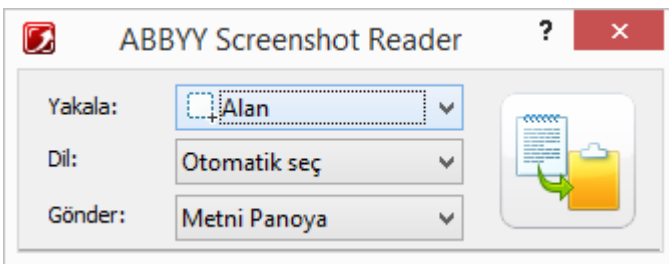 ABBYY Screenshot Reader ?
Yakala: Alan
Dil: Otomatik seç
Gönder: Metni Panoya